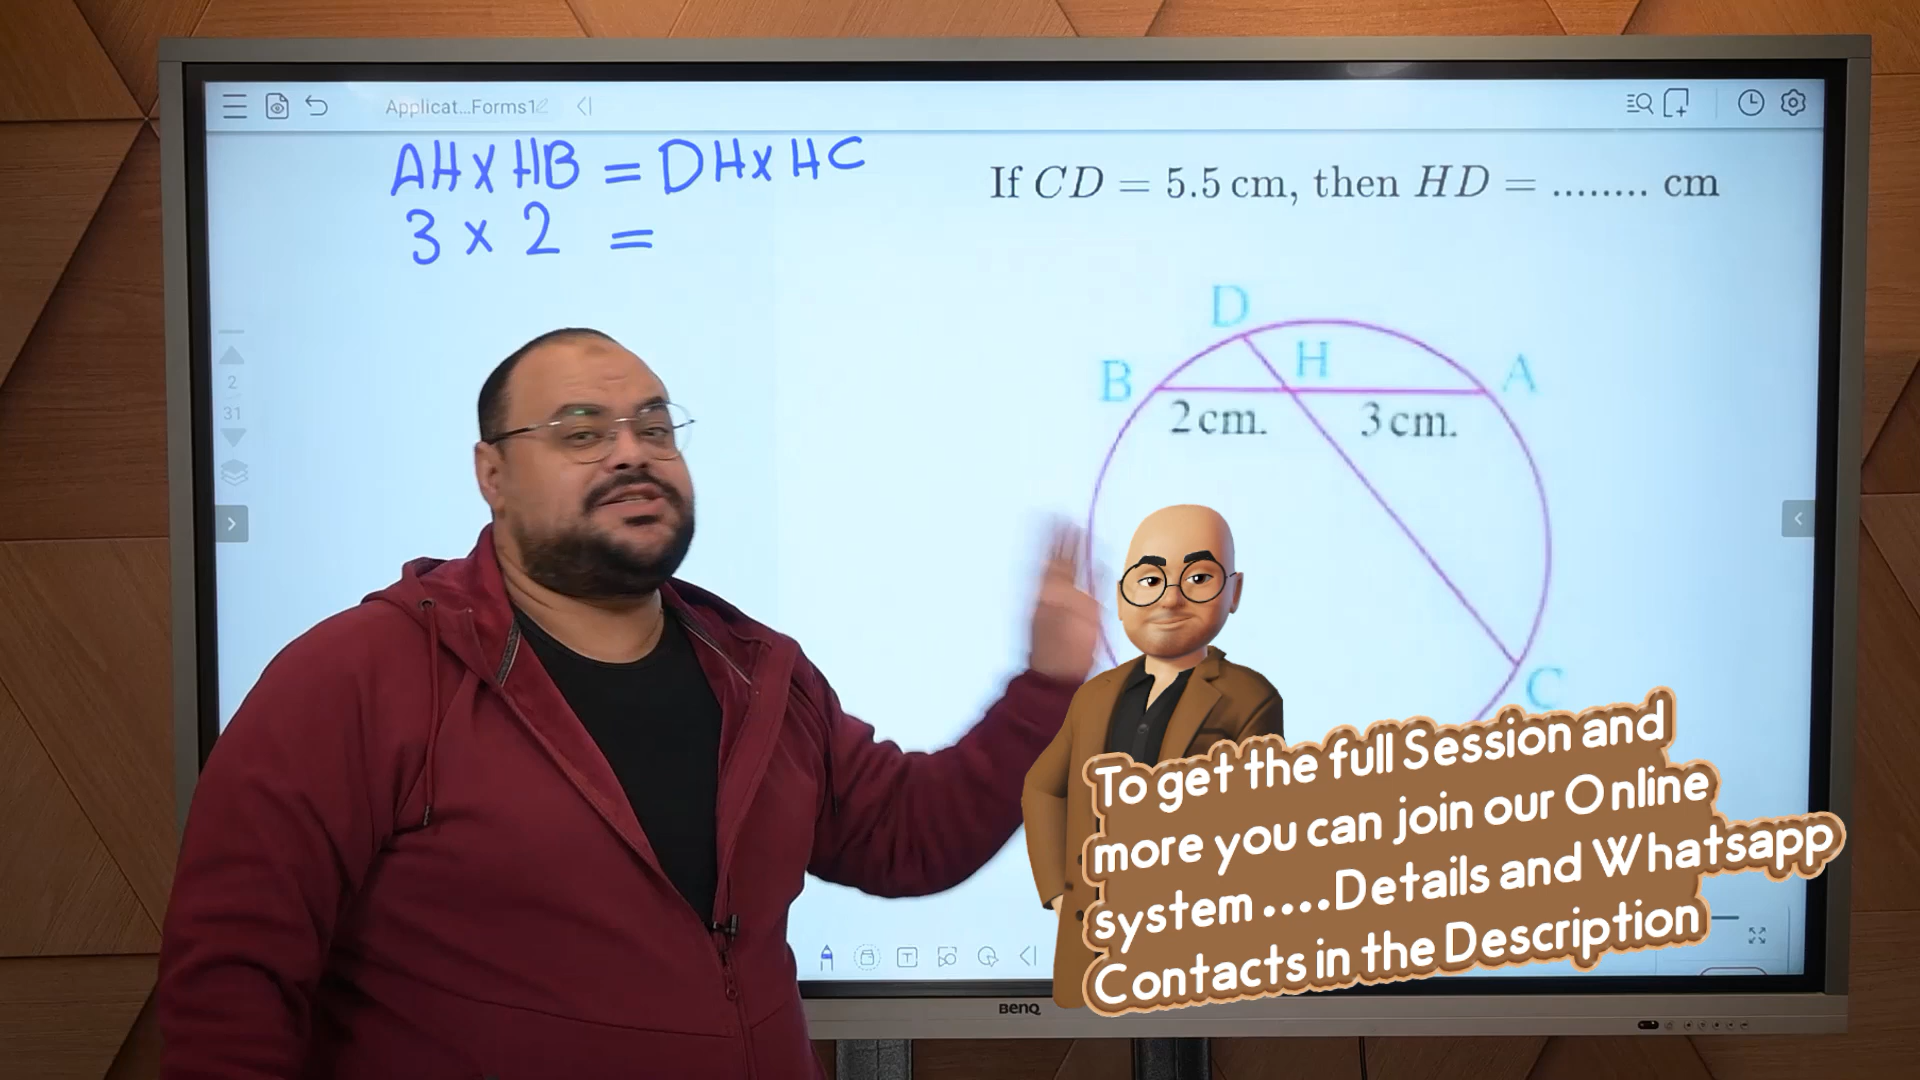 Applicat...Forms1
AH x HB = DH x HC
3 x 2 =
If CD = 5.5 cm, then HD = ........ cm
D
B
H
A
2 cm.
3 cm.
C
2
31
To get the full Session and
more you can join our Online
system ....Details and Whatsapp
Contacts in the Description
BenQ